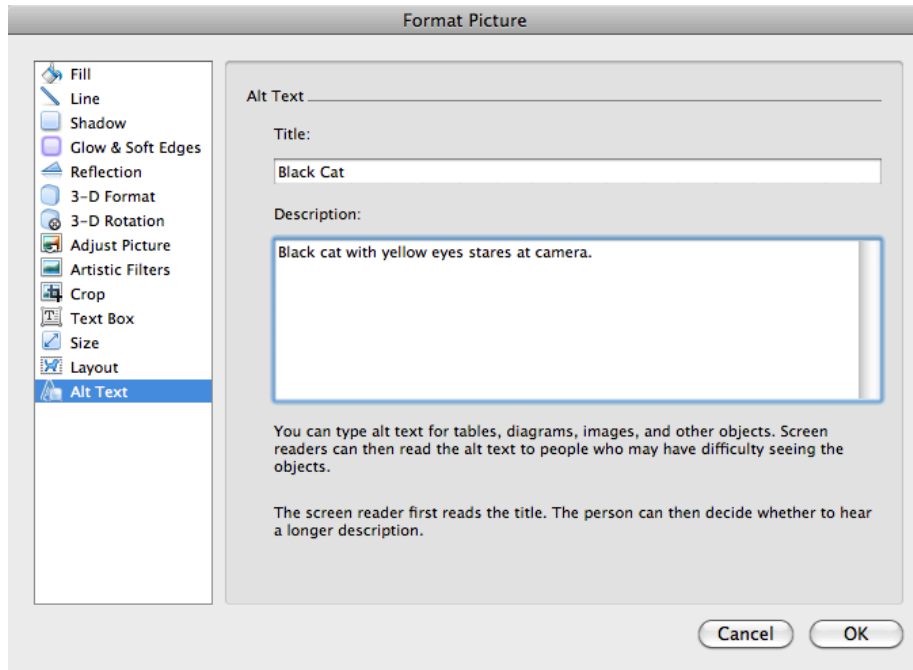 Format Picture
Fill
Line
Shadow
Glow & Soft Edges
Reflection
3-D Format
3-D Rotation
Adjust Picture
Artistic Filters
Crop
Text Box
Size
Layout
Alt Text
Alt Text
Title:
Black Cat
Description:
Black cat with yellow eyes stares at camera.
You can type alt text for tables, diagrams, images, and other objects. Screen
readers can then read the alt text to people who may have difficulty seeing the
objects.
The screen reader first reads the title. The person can then decide whether to hear
a longer description.
Cancel
OK